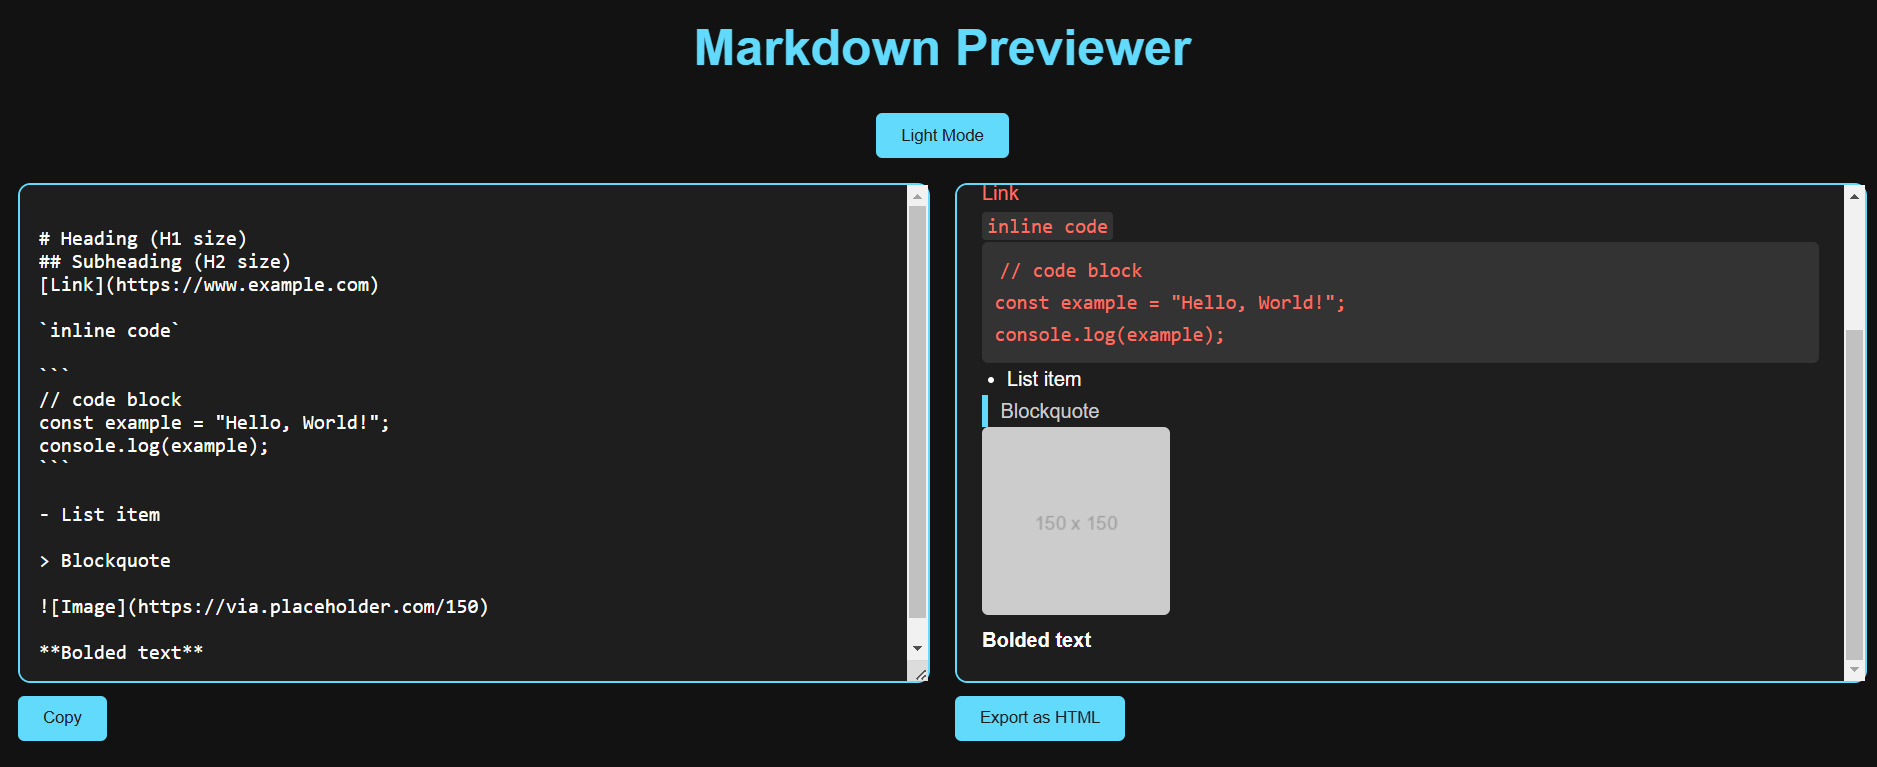 Markdown Previewer
Light Mode
# Heading (H1 size)
## Subheading (H2 size)
[Link](https://www.example.com)
`inline code`
```
// code block
const example = "Hello, World!";
console.log(example);
```
- List item
> Blockquote
![Image](https://via.placeholder.com/150)
**Bolded text**
Copy
Link
inline code
// code block
const example = "Hello, World!";
console.log(example);
• List item
Blockquote
150 x 150
Bolded text
Export as HTML